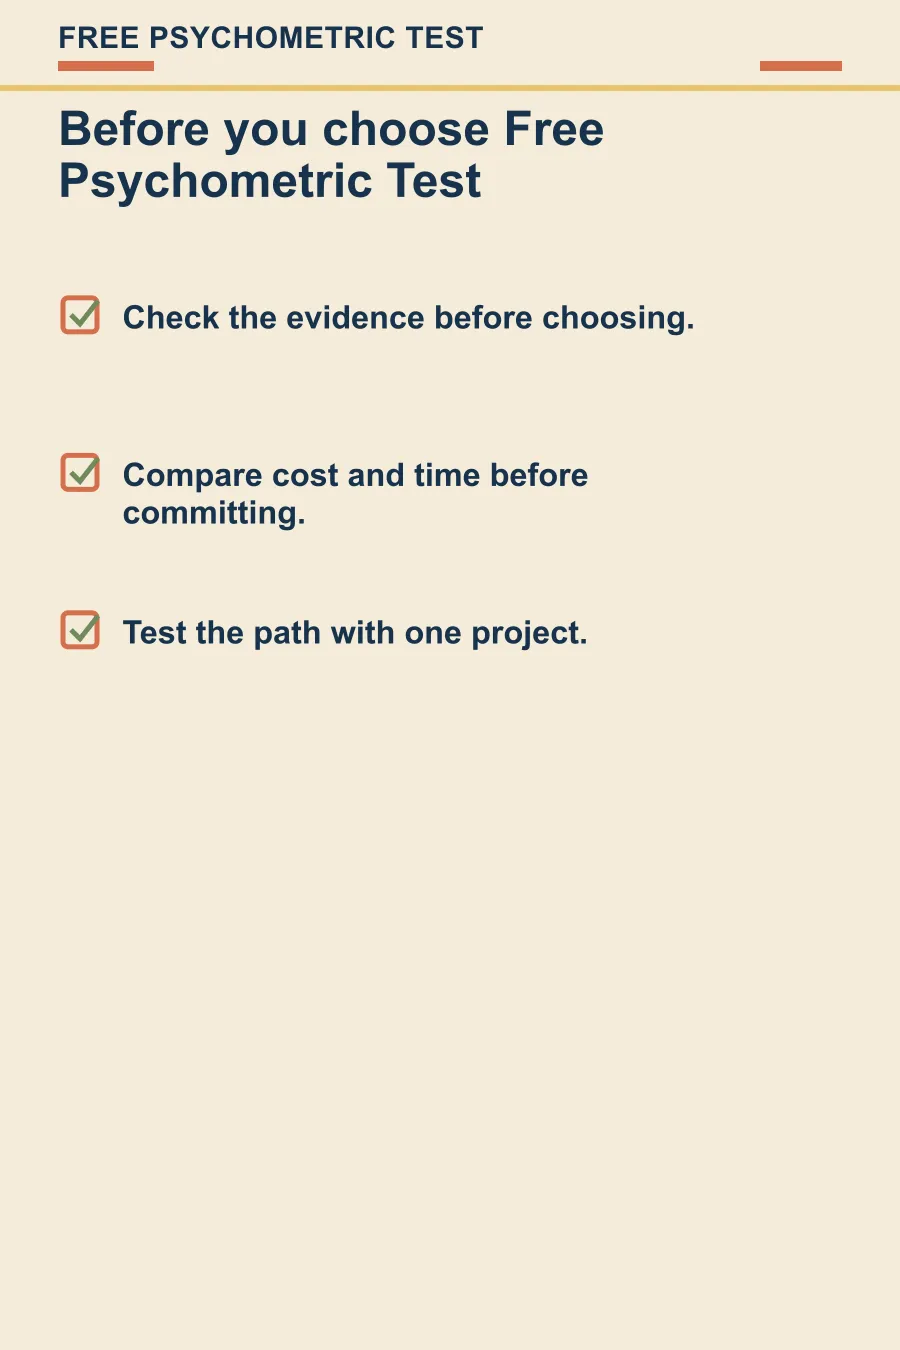 FREE PSYCHOMETRIC TEST
Before you choose Free
Psychometric Test
Check the evidence before choosing.
Compare cost and time before
committing.
Test the path with one project.